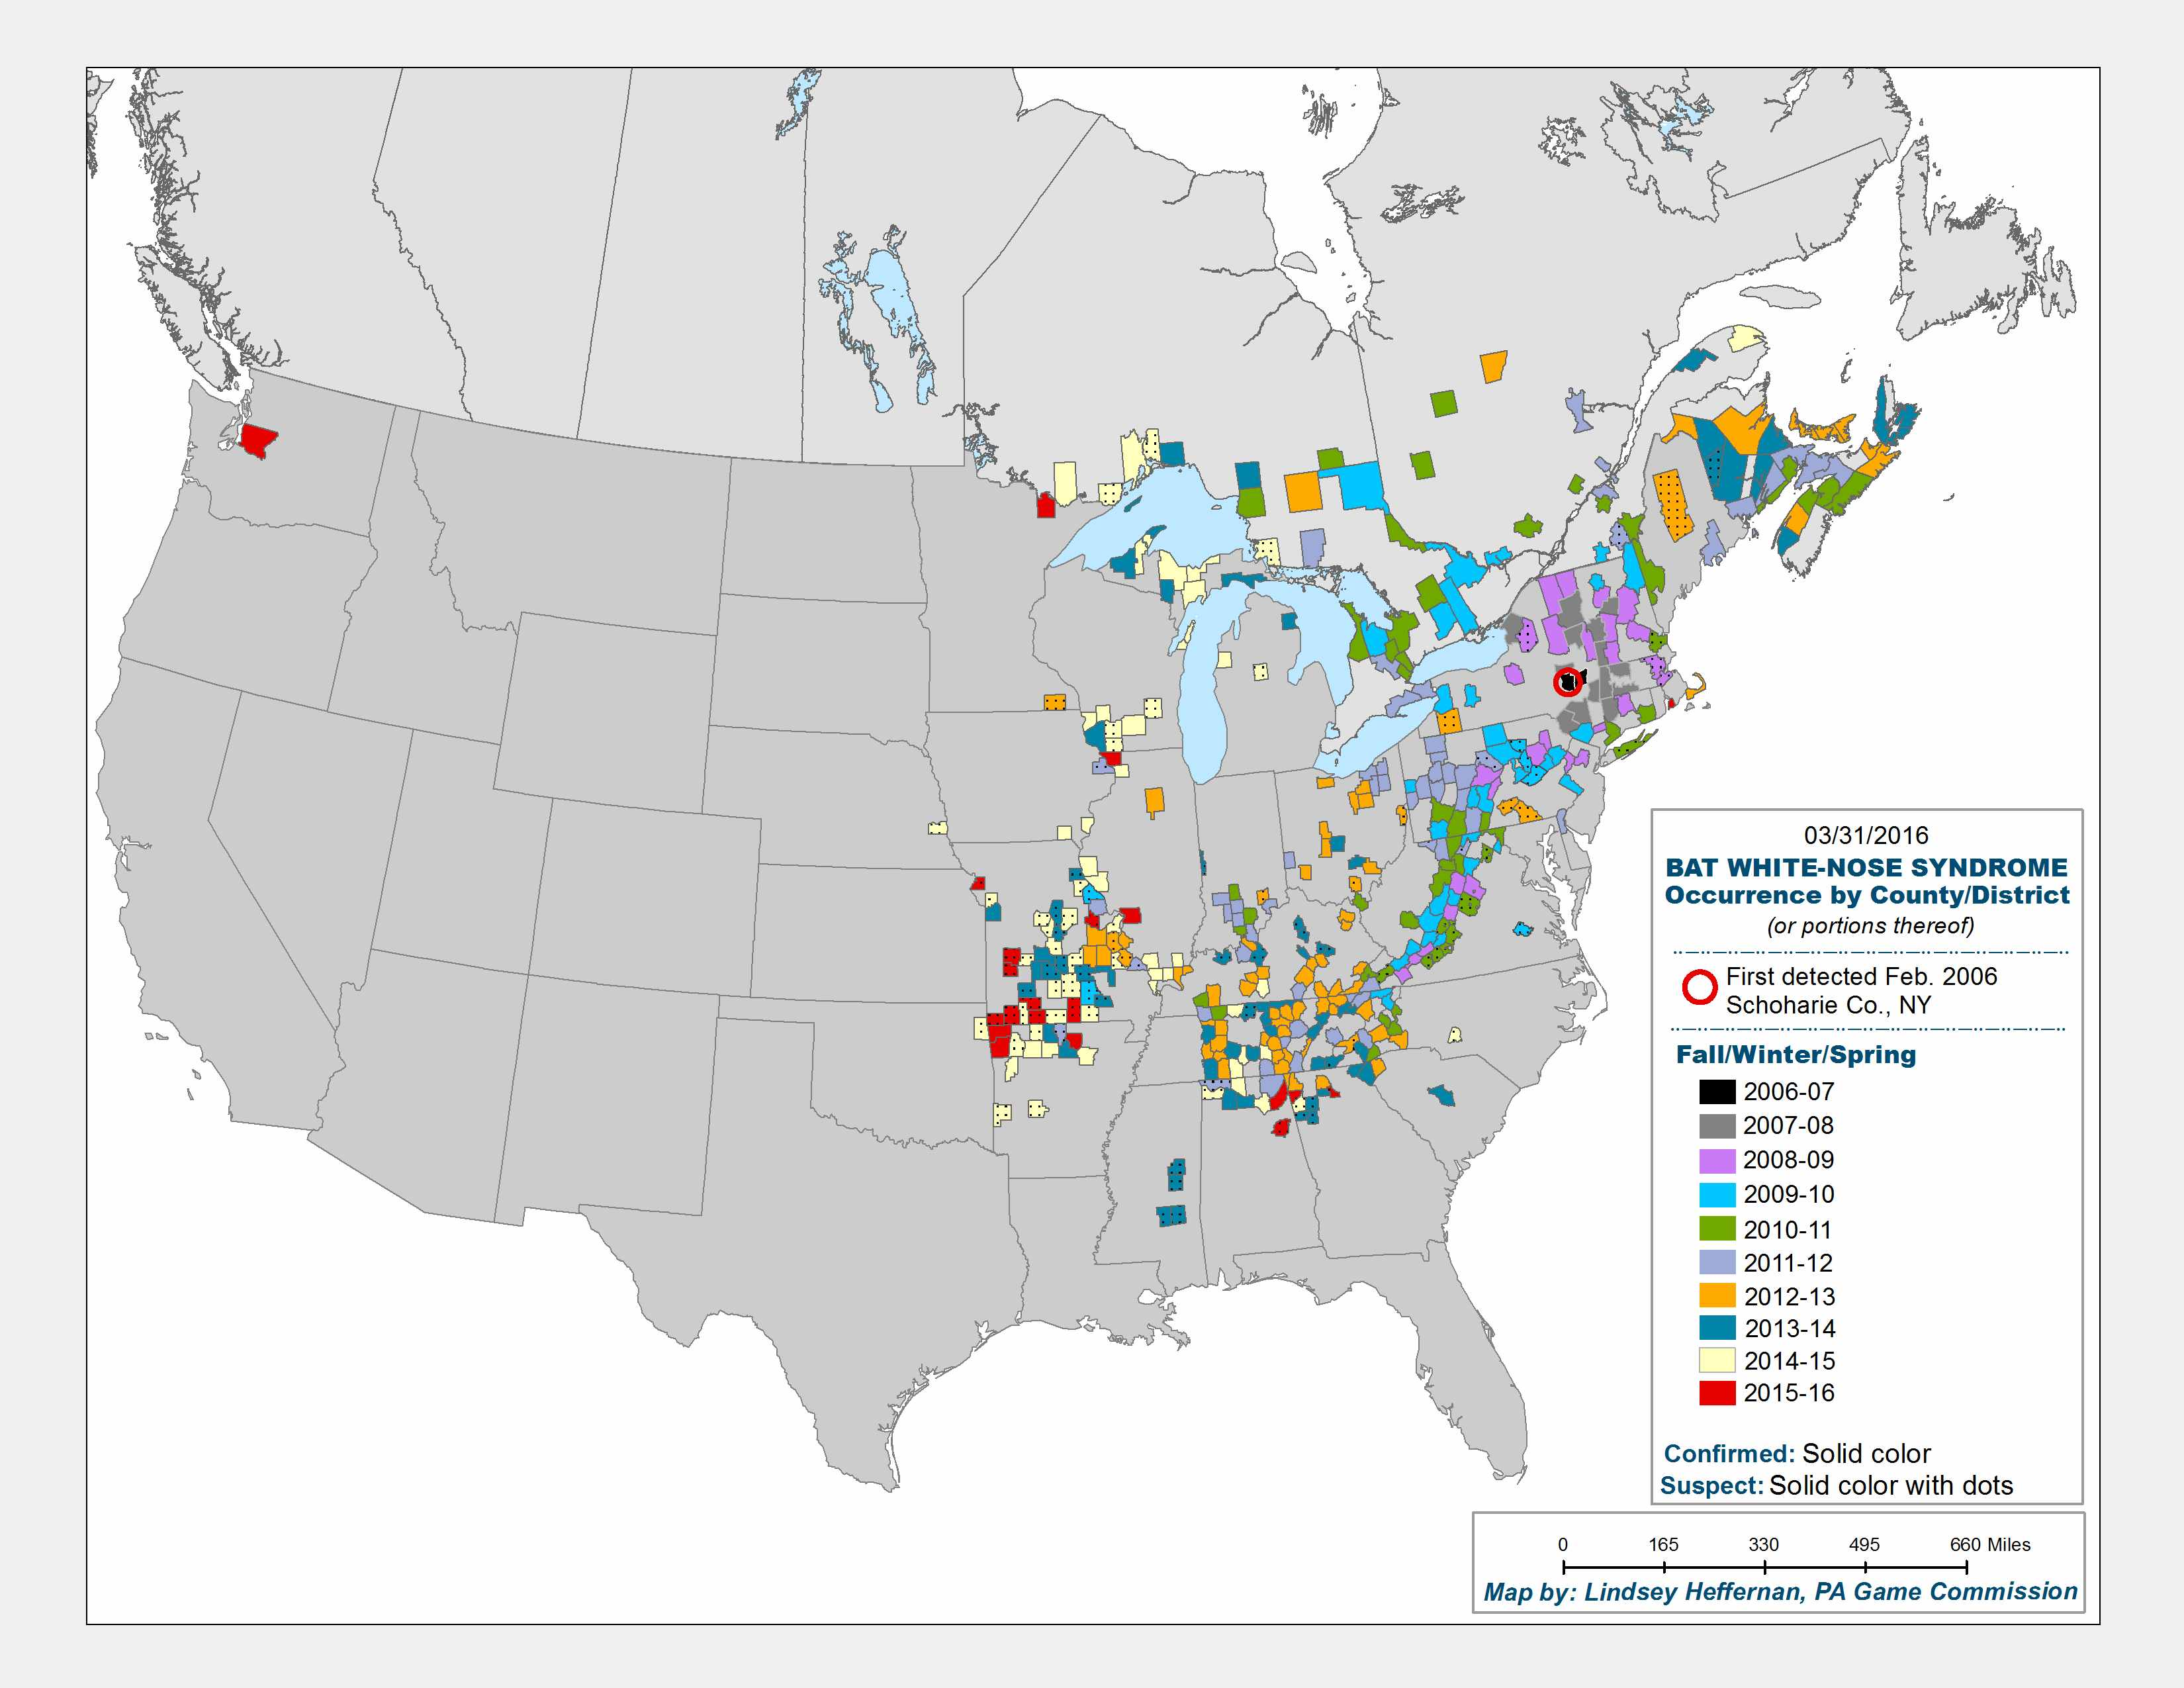 03/31/2016
BAT WHITE-NOSE SYNDROME
Occurrence by County/District
(or portions thereof)
First detected Feb. 2006
Schoharie Co., NY
Fall/Winter/Spring
2006-07
2007-08
2008-09
2009-10
2010-11
2011-12
2012-13
2013-14
2014-15
2015-16
Confirmed: Solid color
Suspect: Solid color with dots
0 165 330 495 660 Miles
Map by: Lindsey Heffernan, PA Game Commission